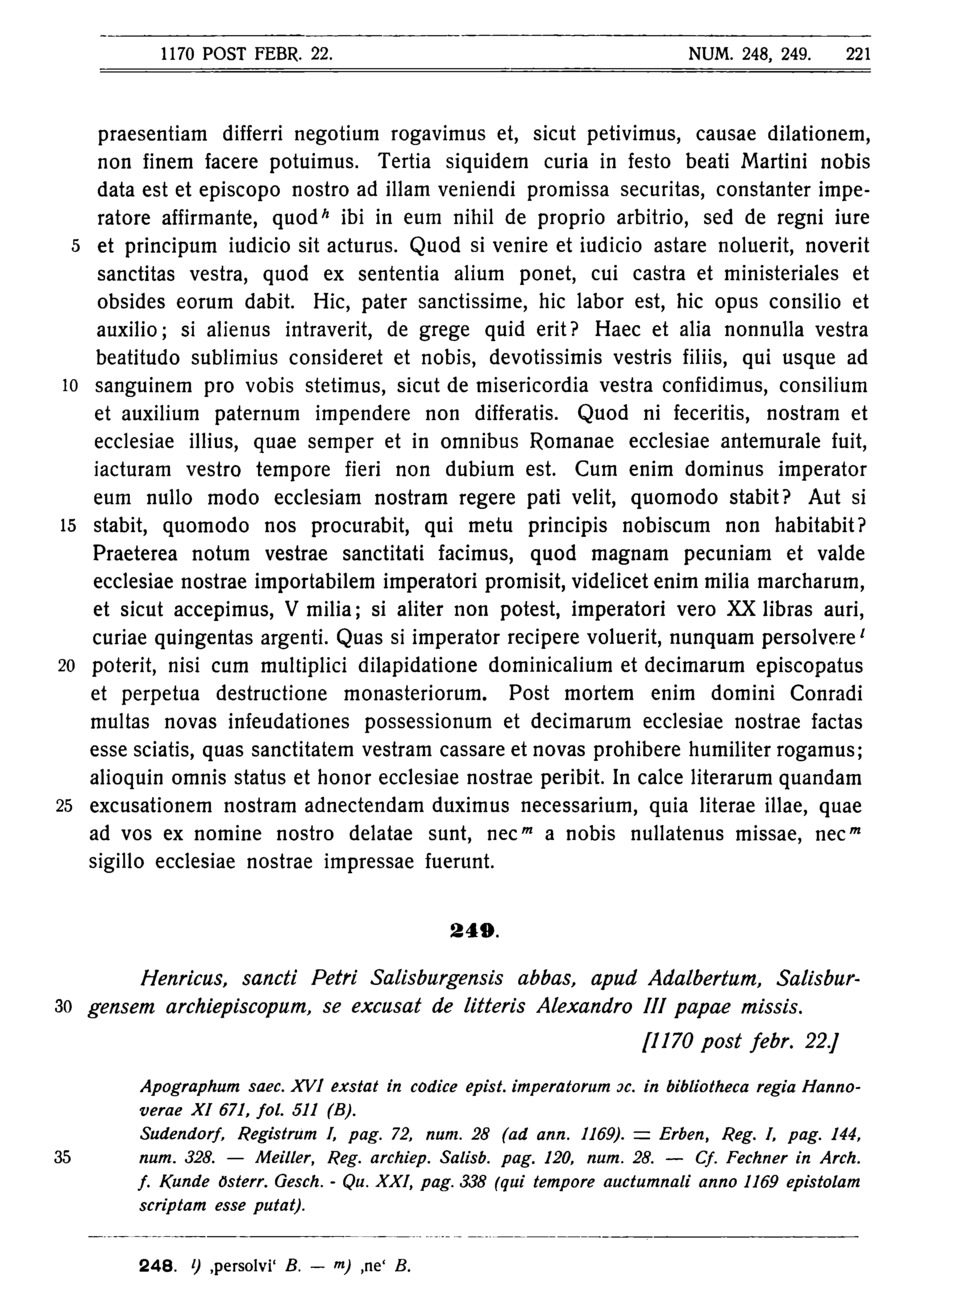 1170 POST FEBR. 22. NUM. 248, 249. 221
praesentiam differri negotium rogavimus et, sicut petivimus, causae dilationem,
non finem facere potuimus. Tertia siquidem curia in festo beati Martini nobis
data est et episcopo nostro ad illam veniendi promissa securitas, constanter impe-
ratore affirmante, quod h ibi in eum nihil de proprio arbitrio, sed de regni iure
5 et principum iudicio sit acturus. Quod si venire et iudicio astare noluerit, noverit
sanctitas vestra, quod ex sententia alium ponet, cui castra et ministeriales et
obsides eorum dabit. Hic, pater sanctissime, hic labor est, hic opus consilio et
auxilio; si alienus intraverit, de grege quid erit? Haec et alia nonnulla vestra
beatitudo sublimius consideret et nobis, devotissimis vestris filiis, qui usque ad
10 sanguinem pro vobis stetimus, sicut de misericordia vestra confidimus, consilium
et auxilium paternum impendere non differatis. Quod ni feceritis, nostram et
ecclesiae illius, quae semper et in omnibus Romanae ecclesiae antemurale fuit,
iacturam vestro tempore fieri non dubium est. Cum enim dominus imperator
eum nullo modo ecclesiam nostram regere pati velit, quomodo stabit? Aut si
15 stabit, quomodo nos procurabit, qui metu principis nobiscum non habitabit?
Praeterea notum vestrae sanctitati facimus, quod magnam pecuniam et valde
ecclesiae nostrae importabilem imperatori promisit, videlicet enim milia marcharum,
et sicut accepimus, V milia; si aliter non potest, imperatori vero XX libras auri,
curiae quingentas argenti. Quas si imperator recipere voluerit, nunquam persolvere l
20 poterit, nisi cum multiplici dilapidatione dominicalium et decimarum episcopatus
et perpetua destructione monasteriorum. Post mortem enim domini Conradi
multas novas infeudationes possessionum et decimarum ecclesiae nostrae factas
esse sciatis, quas sanctitatem vestram cassare et novas prohibere humiliter rogamus;
alioquin omnis status et honor ecclesiae nostrae peribit. In calce literarum quandam
25 excusationem nostram adnectendam duximus necessarium, quia literae illae, quae
ad vos ex nomine nostro delatae sunt, nec m a nobis nullatenus missae, nec m
sigillo ecclesiae nostrae impressae fuerunt.
249.
Henricus, sancti Petri Salisburgensis abbas, apud Adalbertum, Salisbur-
30 gensem archiepiscopum, se excusat de litteris Alexandro III papae missis.
[1170 post febr. 22.]
Apographum saec. XVI exstat in codice epist. imperatorum ɔc. in bibliotheca regia Hanno-
verae XI 671, fol. 511 (B).
Sudendorf, Registrum I, pag. 72, num. 28 (ad ann. 1169). = Erben, Reg. I, pag. 144,
35 num. 328. — Meiller, Reg. archiep. Salisb. pag. 120, num. 28. — Cf. Fechner in Arch.
f. Kunde österr. Gesch. - Qu. XXI, pag. 338 (qui tempore auctumnali anno 1169 epistolam
scriptam esse putat).
248. l) ‚persolvi‘ B. — m) ‚ne‘ B.